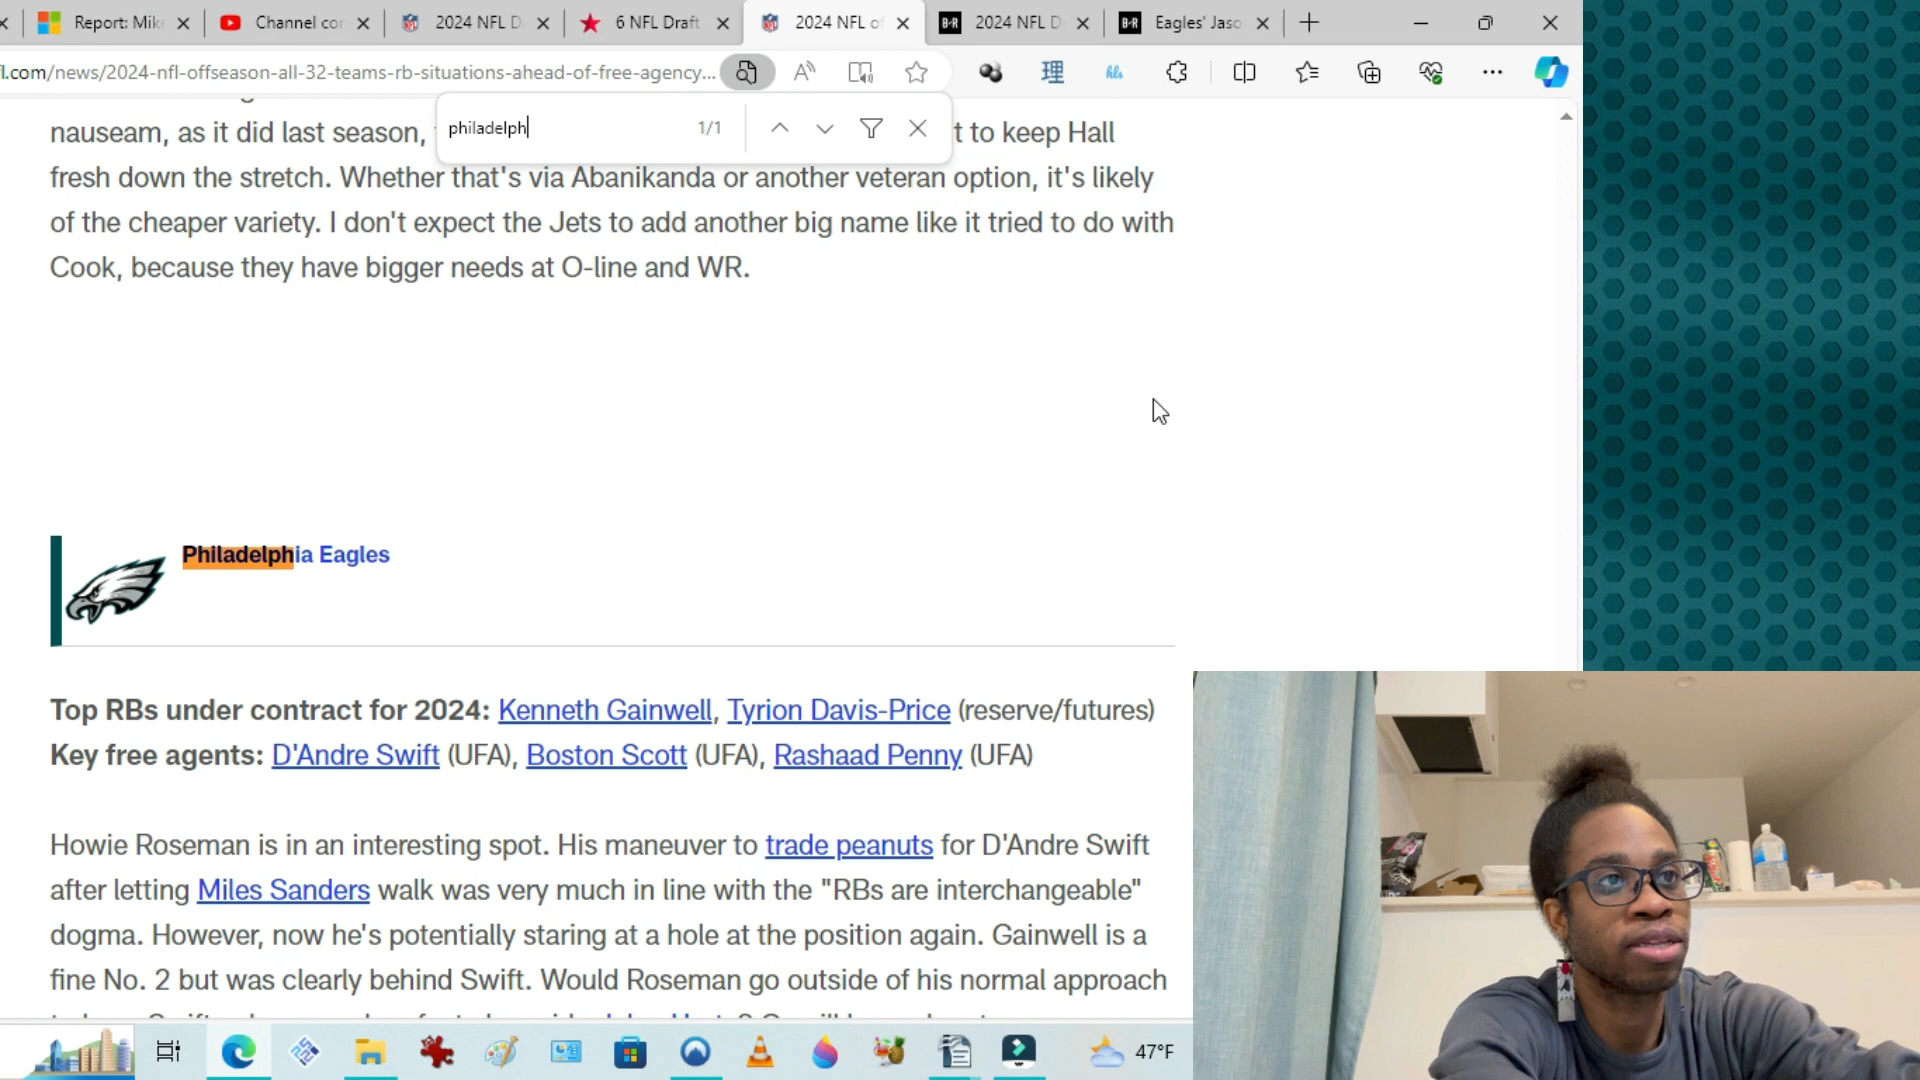 Report: Mik
Channel cor
2024 NFL D
6 NFL Draft
2024 NFL of
B/R
2024 NFL D
B/R
Eagles' Jaso
l.com/news/2024-nfl-offseason-all-32-teams-rb-situations-ahead-of-free-agency...
philadelph
1/1
nauseam, as it did last season,
t to keep Hall
fresh down the stretch. Whether that's via Abanikanda or another veteran option, it's likely
of the cheaper variety. I don't expect the Jets to add another big name like it tried to do with
Cook, because they have bigger needs at O-line and WR.
Philadelphia Eagles
Top RBs under contract for 2024: Kenneth Gainwell, Tyrion Davis-Price (reserve/futures)
Key free agents: D'Andre Swift (UFA), Boston Scott (UFA), Rashaad Penny (UFA)
Howie Roseman is in an interesting spot. His maneuver to trade peanuts for D'Andre Swift
after letting Miles Sanders walk was very much in line with the "RBs are interchangeable"
dogma. However, now he's potentially staring at a hole at the position again. Gainwell is a
fine No. 2 but was clearly behind Swift. Would Roseman go outside of his normal approach
47°F